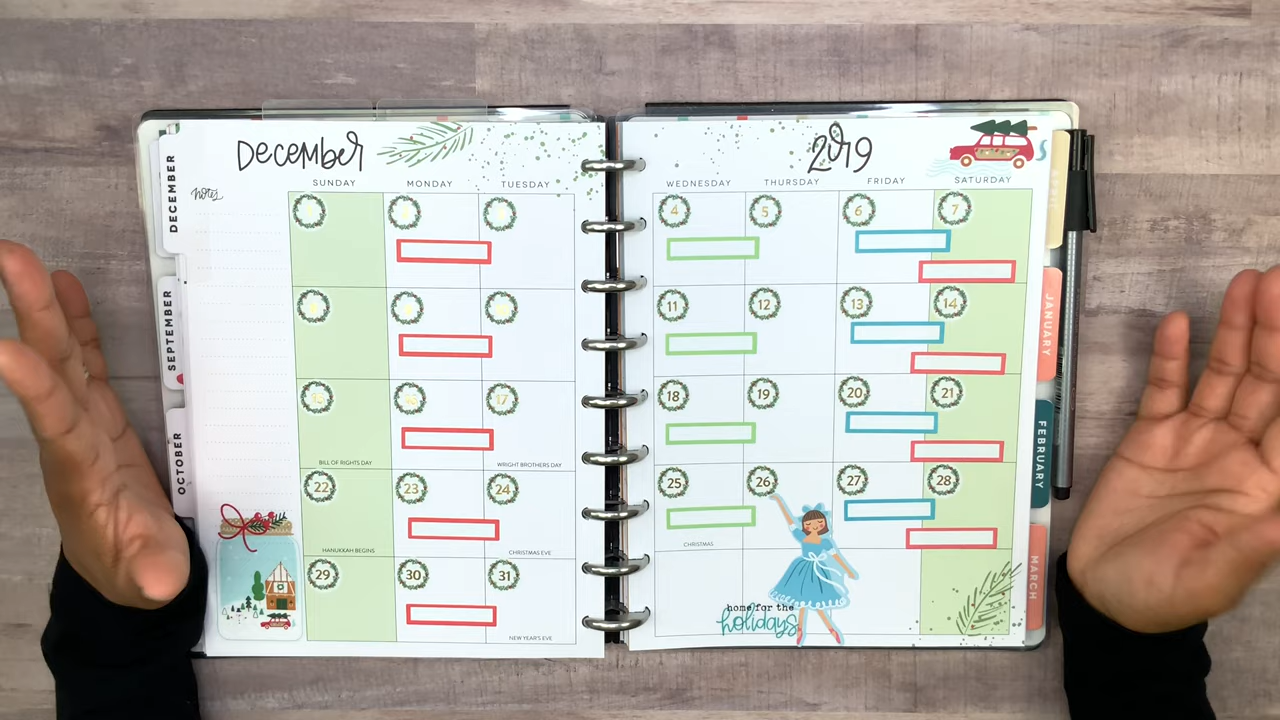 December
2019
SUNDAY MONDAY TUESDAY
WEDNESDAY THURSDAY FRIDAY SATURDAY
notes
4 5 6 7
11 12 13 14
17
18 19 20 21
BILL OF RIGHTS DAY
WRIGHT BROTHERS DAY
22 23 24
25 26 27 28
HANUKKAH BEGINS
CHRISTMAS EVE
CHRISTMAS
29 30 31
NEW YEAR'S EVE
home for the
holidays
DECEMBER
SEPTEMBER
OCTOBER
APRIL
JANUARY
FEBRUARY
MARCH